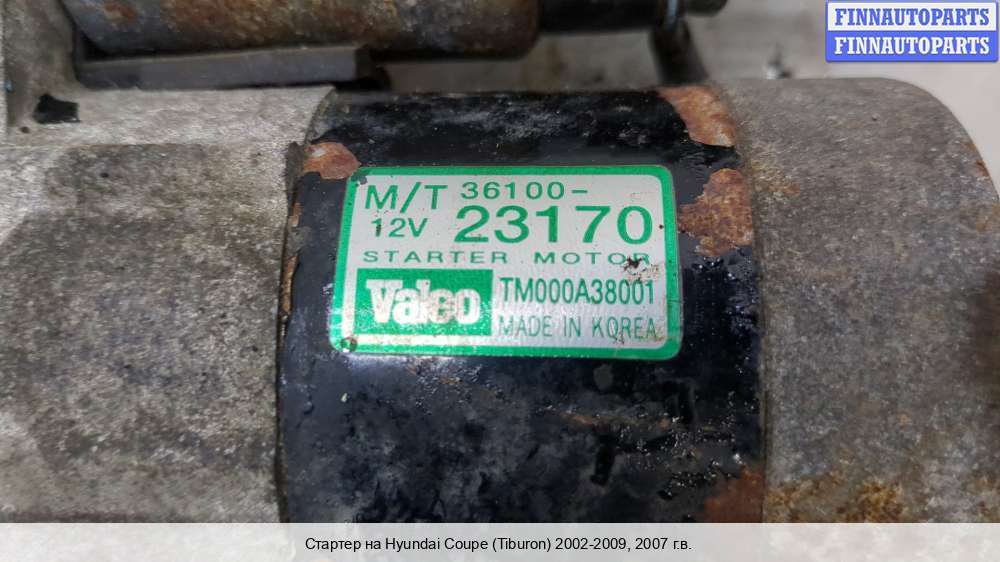 FINNAUTOPARTS
FINNAUTOPARTS
M/T 36100-
12V 23170
STARTER MOTOR
Valeo TM000A38001
MADE IN KOREA
Стартер на Hyundai Coupe (Tiburon) 2002-2009, 2007 г.в.